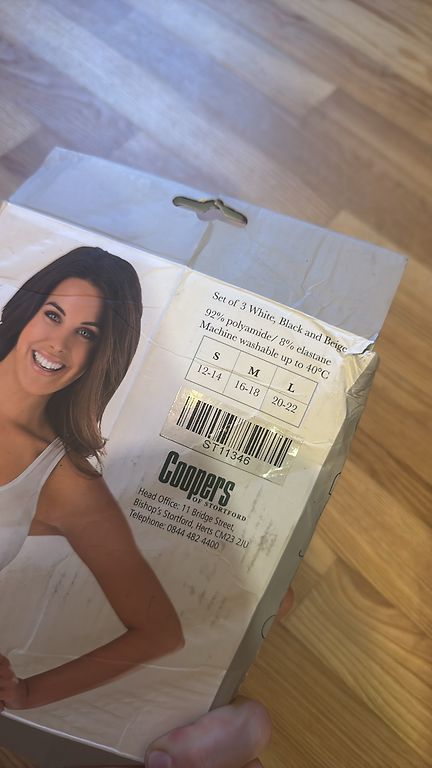 Set of 3 White, Black and Beige
92% polyamide/ 8% elastane
Machine washable up to 40°C
S M L
12-14 16-18 20-22
ST11346
Coopers
OF STORTFORD
Head Office: 11 Bridge Street,
Bishop's Stortford, Herts CM23 2JU
Telephone: 0844 482 4400